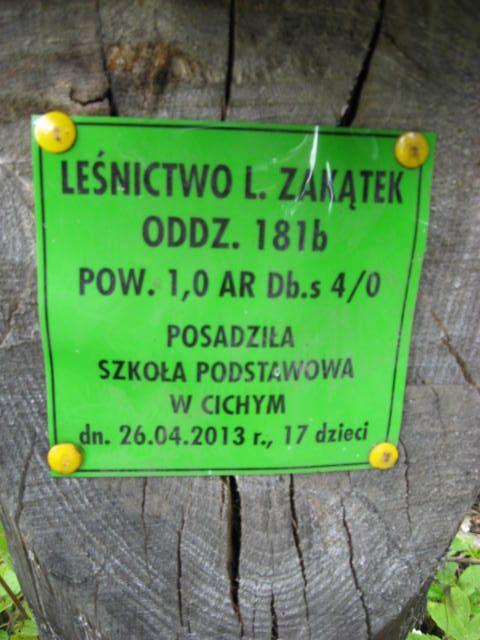 LEŚNICTWO L. ZAKĄTEK
ODDZ. 181b
POW. 1,0 AR Db.s 4/0
POSADZIŁA
SZKOŁA PODSTAWOWA
W CICHYM
dn. 26.04.2013 r., 17 dzieci